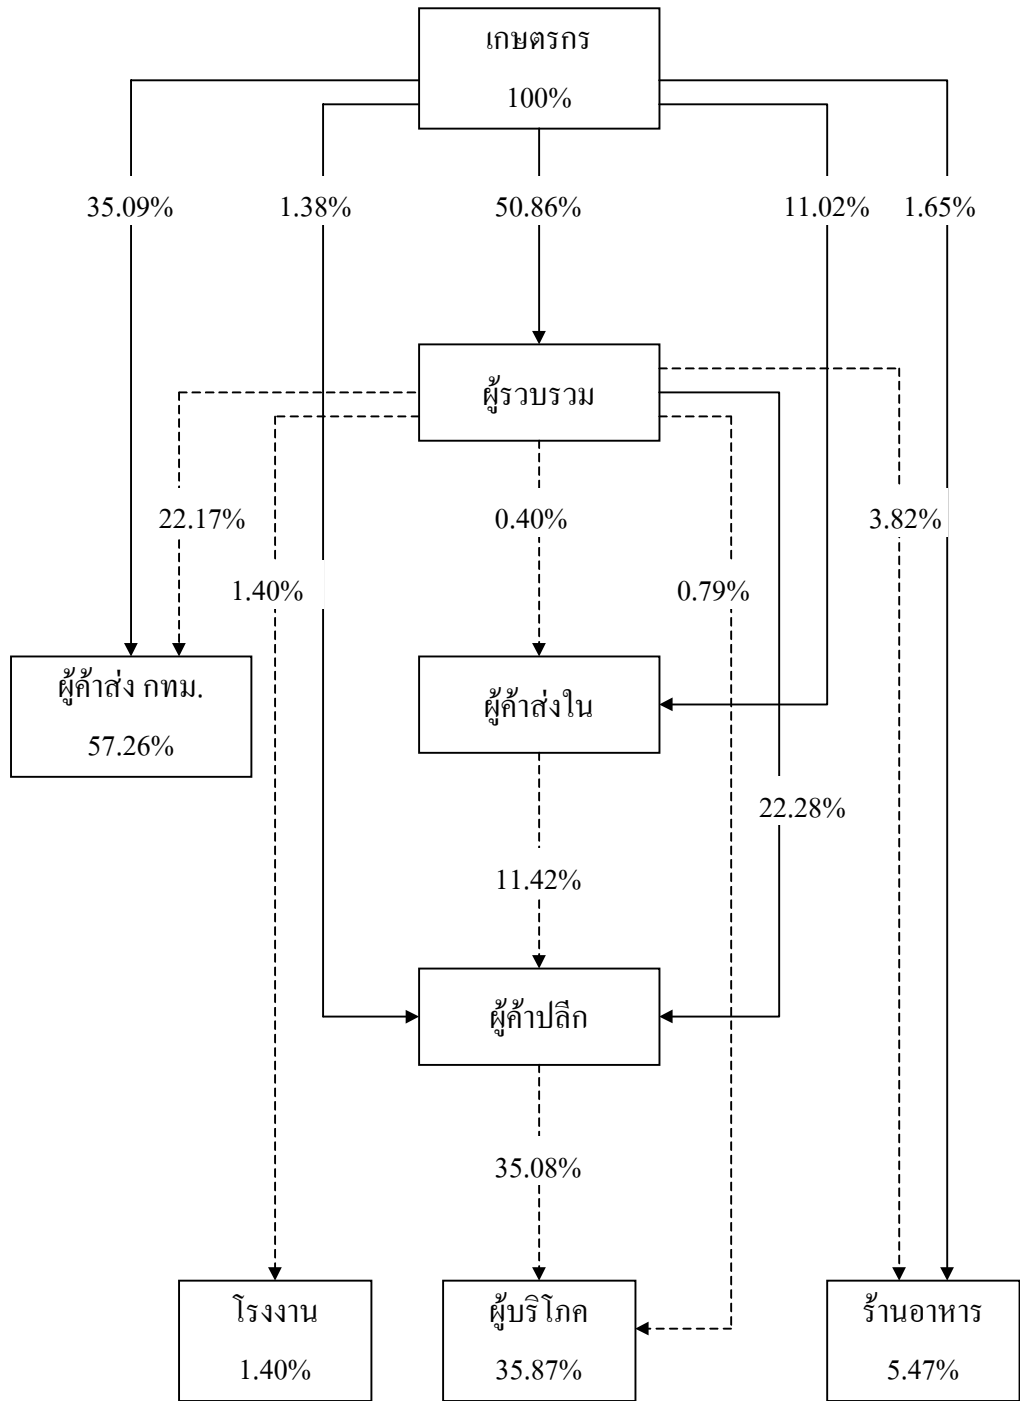 เกษตรกร
100%
35.09%
1.38%
50.86%
11.02%
1.65%
ผู้รวบรวม
22.17%
0.40%
3.82%
1.40%
0.79%
ผู้ค้าส่ง กทม.
57.26%
ผู้ค้าส่งใน
22.28%
11.42%
ผู้ค้าปลีก
35.08%
โรงงาน
1.40%
ผู้บริโภค
35.87%
ร้านอาหาร
5.47%